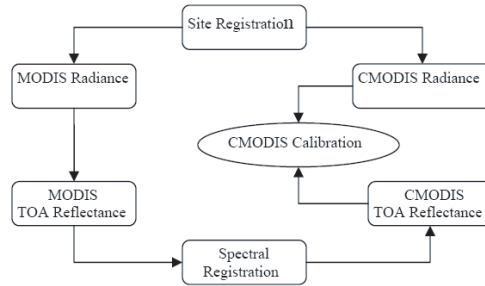 Site Registration
MODIS Radiance
CMODIS Radiance
CMODIS Calibration
MODIS
TOA Reflectance
CMODIS
TOA Reflectance
Spectral
Registration